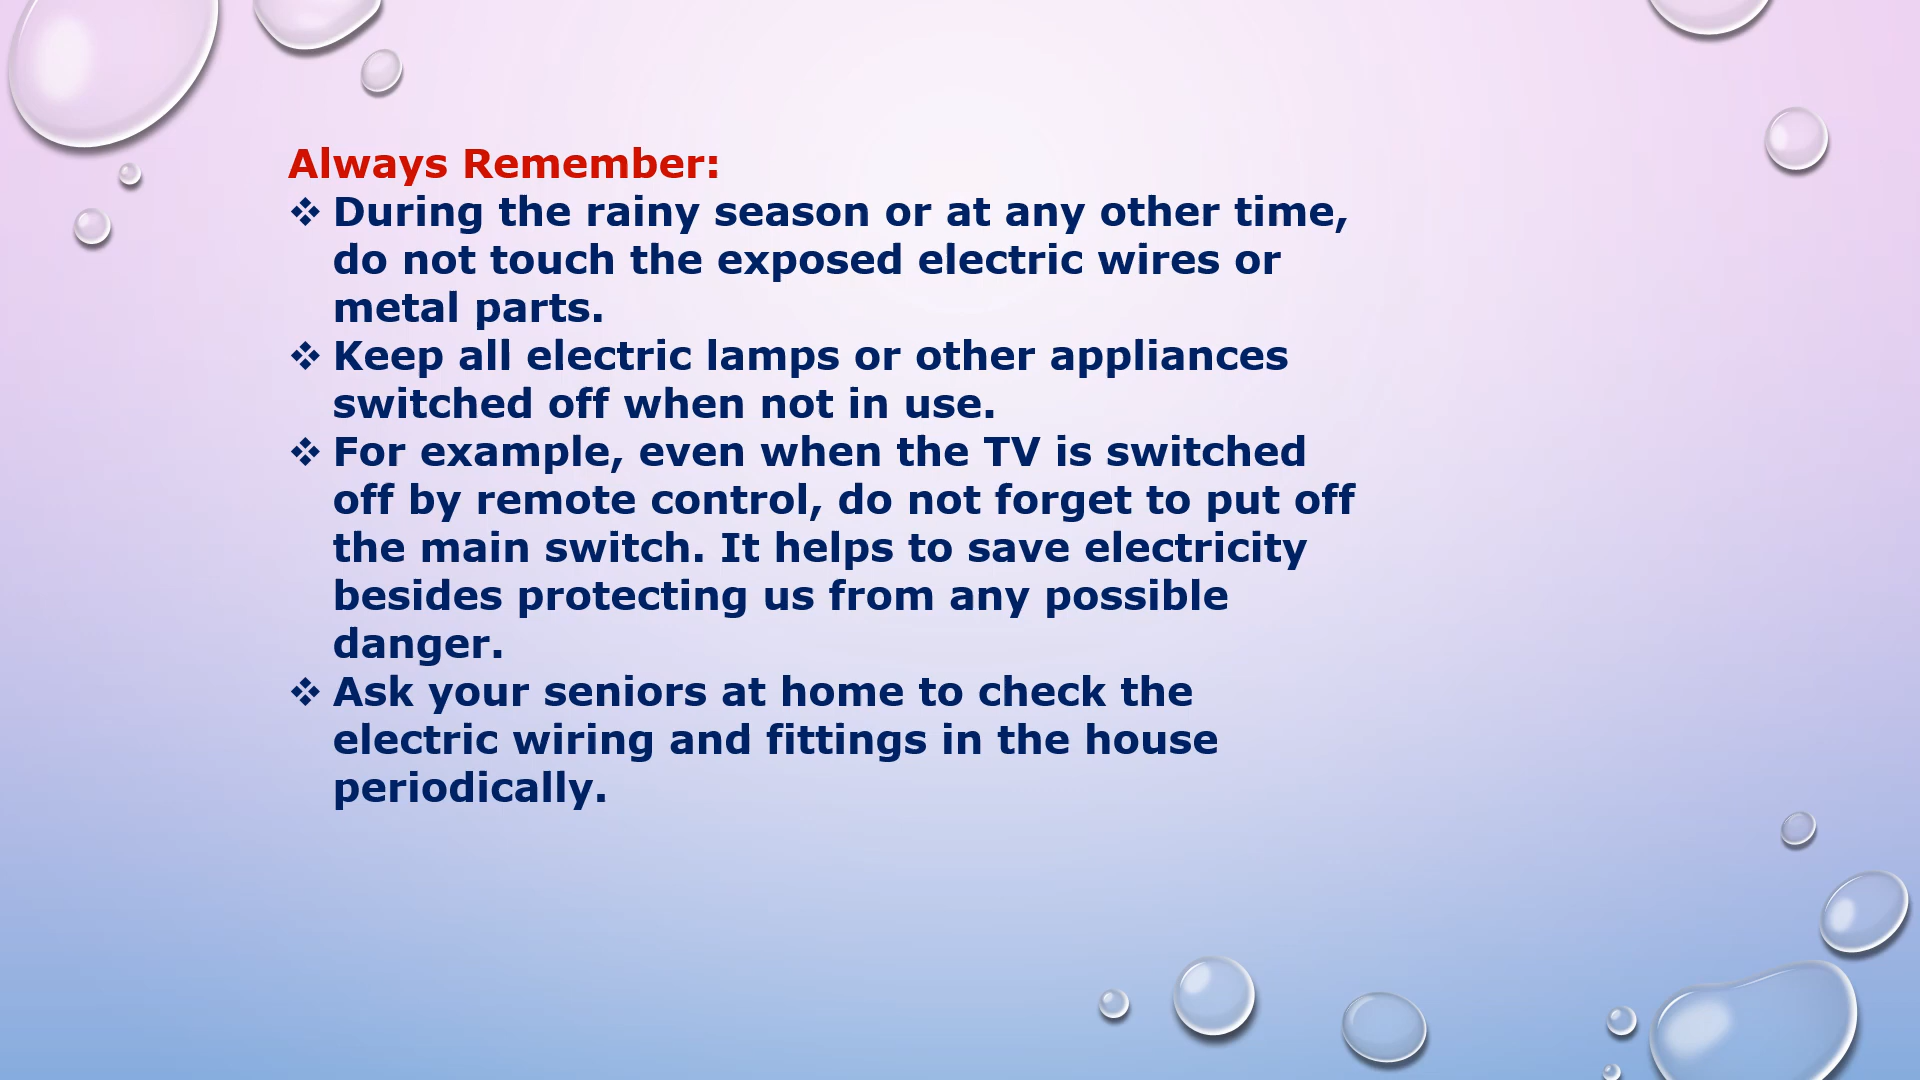 Always Remember:
❖ During the rainy season or at any other time,
do not touch the exposed electric wires or
metal parts.
❖ Keep all electric lamps or other appliances
switched off when not in use.
❖ For example, even when the TV is switched
off by remote control, do not forget to put off
the main switch. It helps to save electricity
besides protecting us from any possible
danger.
❖ Ask your seniors at home to check the
electric wiring and fittings in the house
periodically.